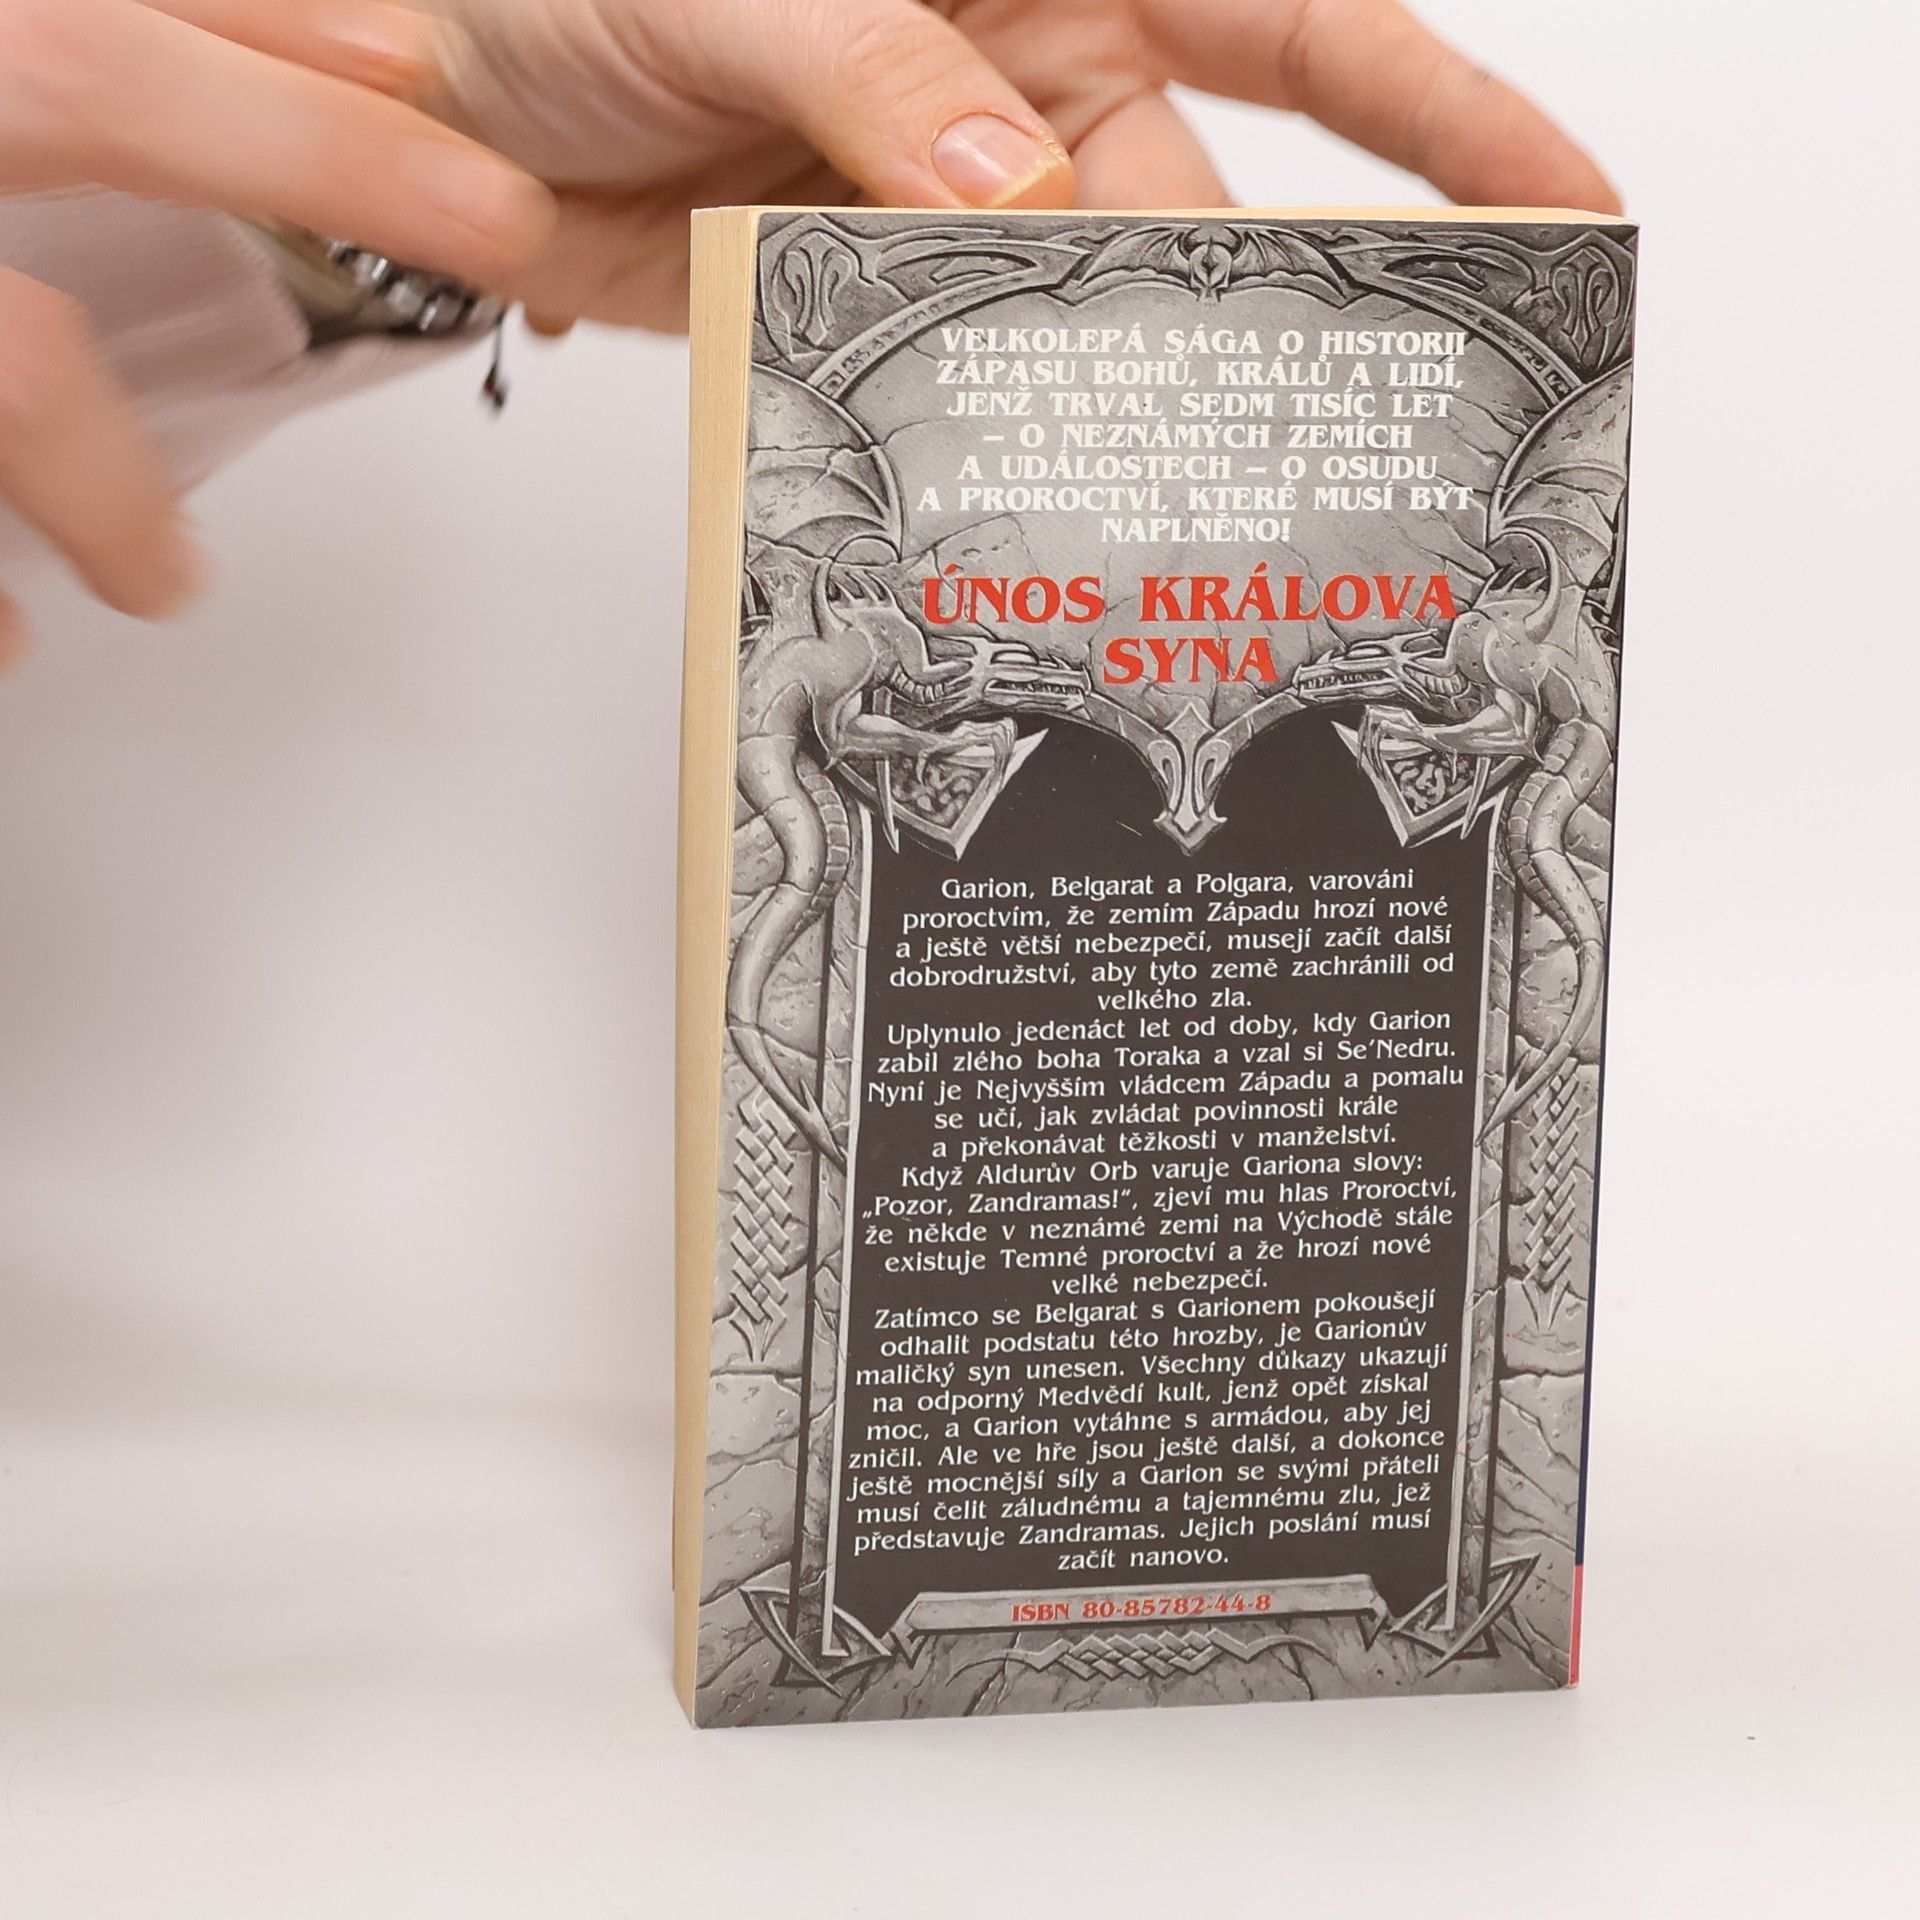 VELKOLEPÁ SÁGA O HISTORII
ZÁPASU BOHŮ, KRÁLŮ A LIDÍ,
JENŽ TRVAL SEDM TISÍC LET
– O NEZNÁMÝCH ZEMÍCH
A UDÁLOSTECH – O OSUDU
A PROROCTVÍ, KTERÉ MUSÍ BÝT
NAPLNĚNO!
ÚNOS KRÁLOVA
SYNA
Garion, Belgarat a Polgara, varováni
proroctvím, že zemím Západu hrozí nové
a ještě větší nebezpečí, musejí začít další
dobrodružství, aby tyto země zachránili od
velkého zla.
Uplynulo jedenáct let od doby, kdy Garion
zabil zlého boha Toraka a vzal si Se'Nedru.
Nyní je Nejvyšším vládcem Západu a pomalu
se učí, jak zvládat povinnosti krále
a překonávat těžkosti v manželství.
Když Aldurův Orb varuje Gariona slovy:
„Pozor, Zandramas!“, zjeví mu hlas Proroctví,
že někde v neznámé zemi na Východě stále
existuje Temné proroctví a že hrozí nové
velké nebezpečí.
Zatímco se Belgarat s Garionem pokoušejí
odhalit podstatu této hrozby, je Garionův
maličký syn unesen. Všechny důkazy ukazují
na odporný Medvědí kult, jenž opět získal
moc, a Garion vytáhne s armádou, aby jej
zničil. Ale ve hře jsou ještě další, a dokonce
ještě mocnější síly a Garion se svými přáteli
musí čelit záludnému a tajemnému zlu, jež
představuje Zandramas. Jejich poslání musí
začít nanovo.
ISBN 80-85782-44-8